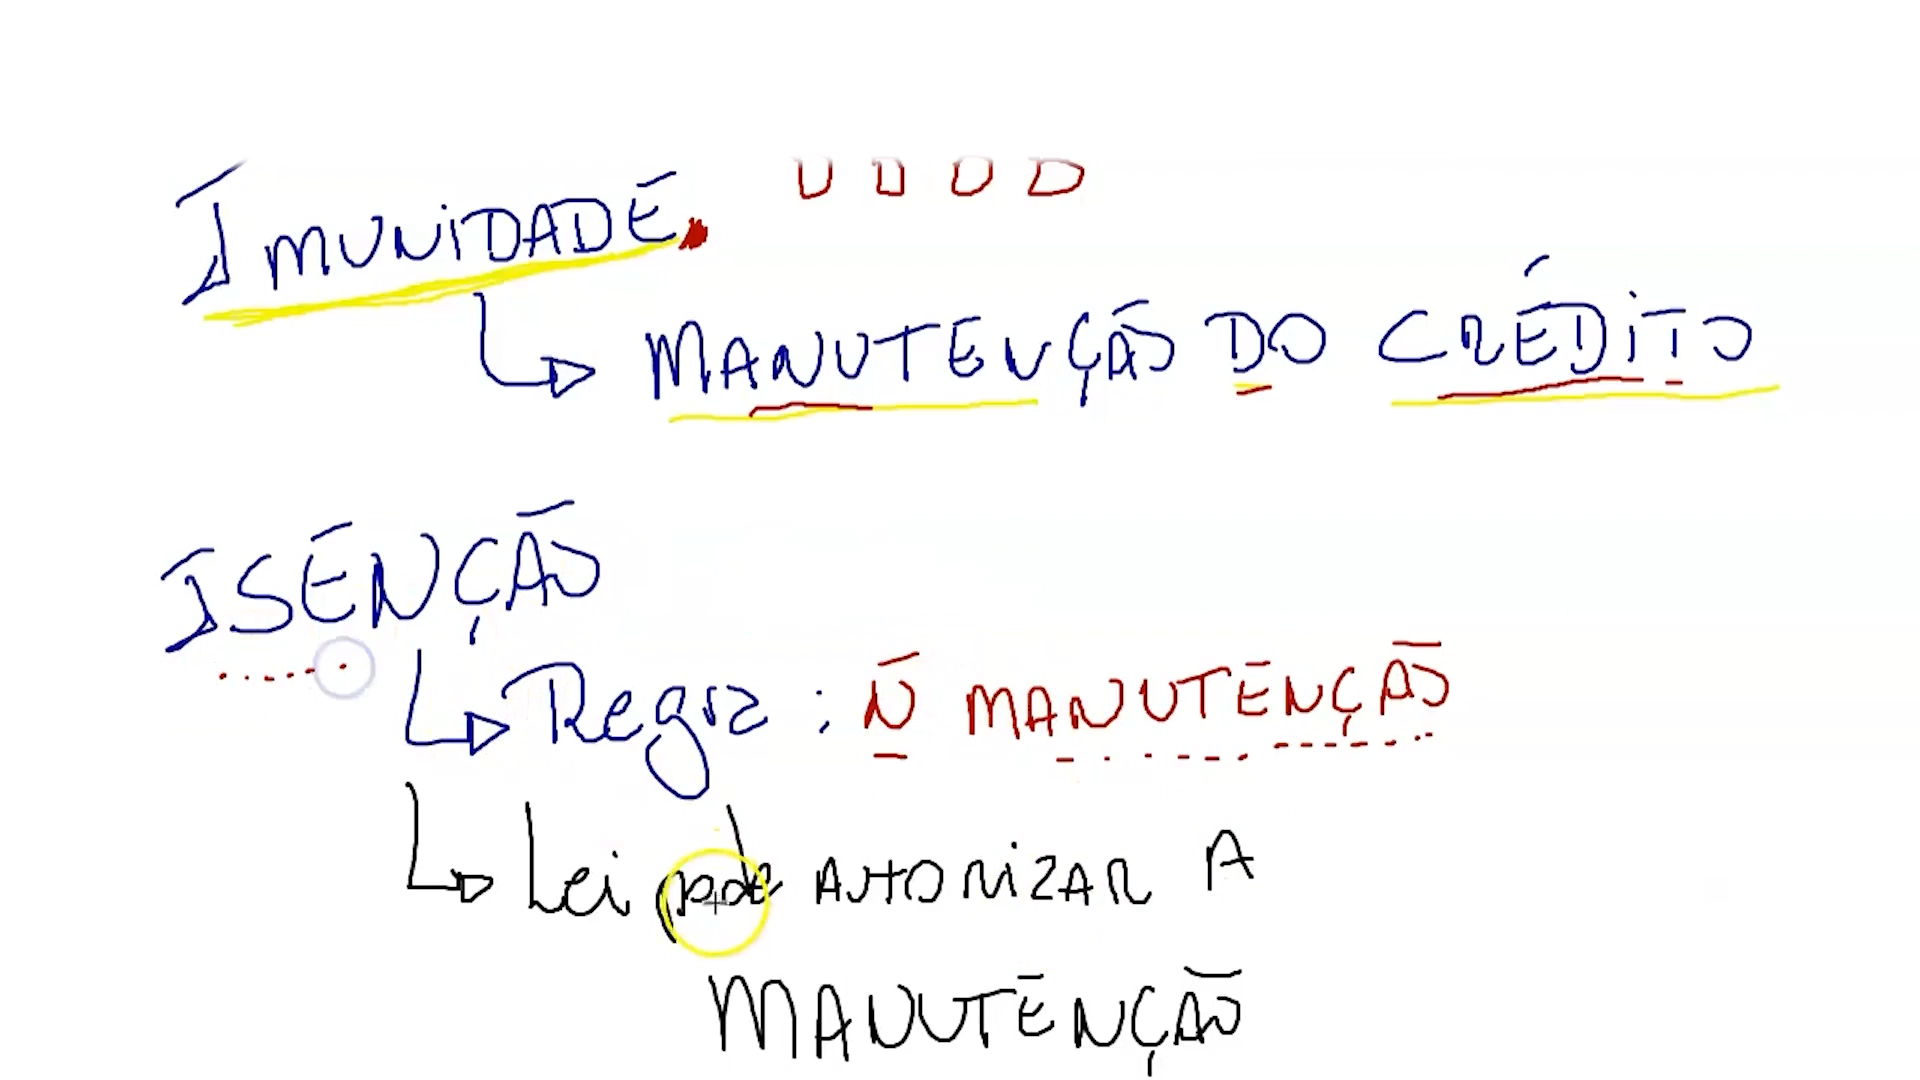 IMUNIDADE
MANUTENÇÃO DO CRÉDITO
ISENÇÃO
Regra : Ñ MANUTENÇÃO
Lei pode AUTORIZAR A
MANUTENÇÃO